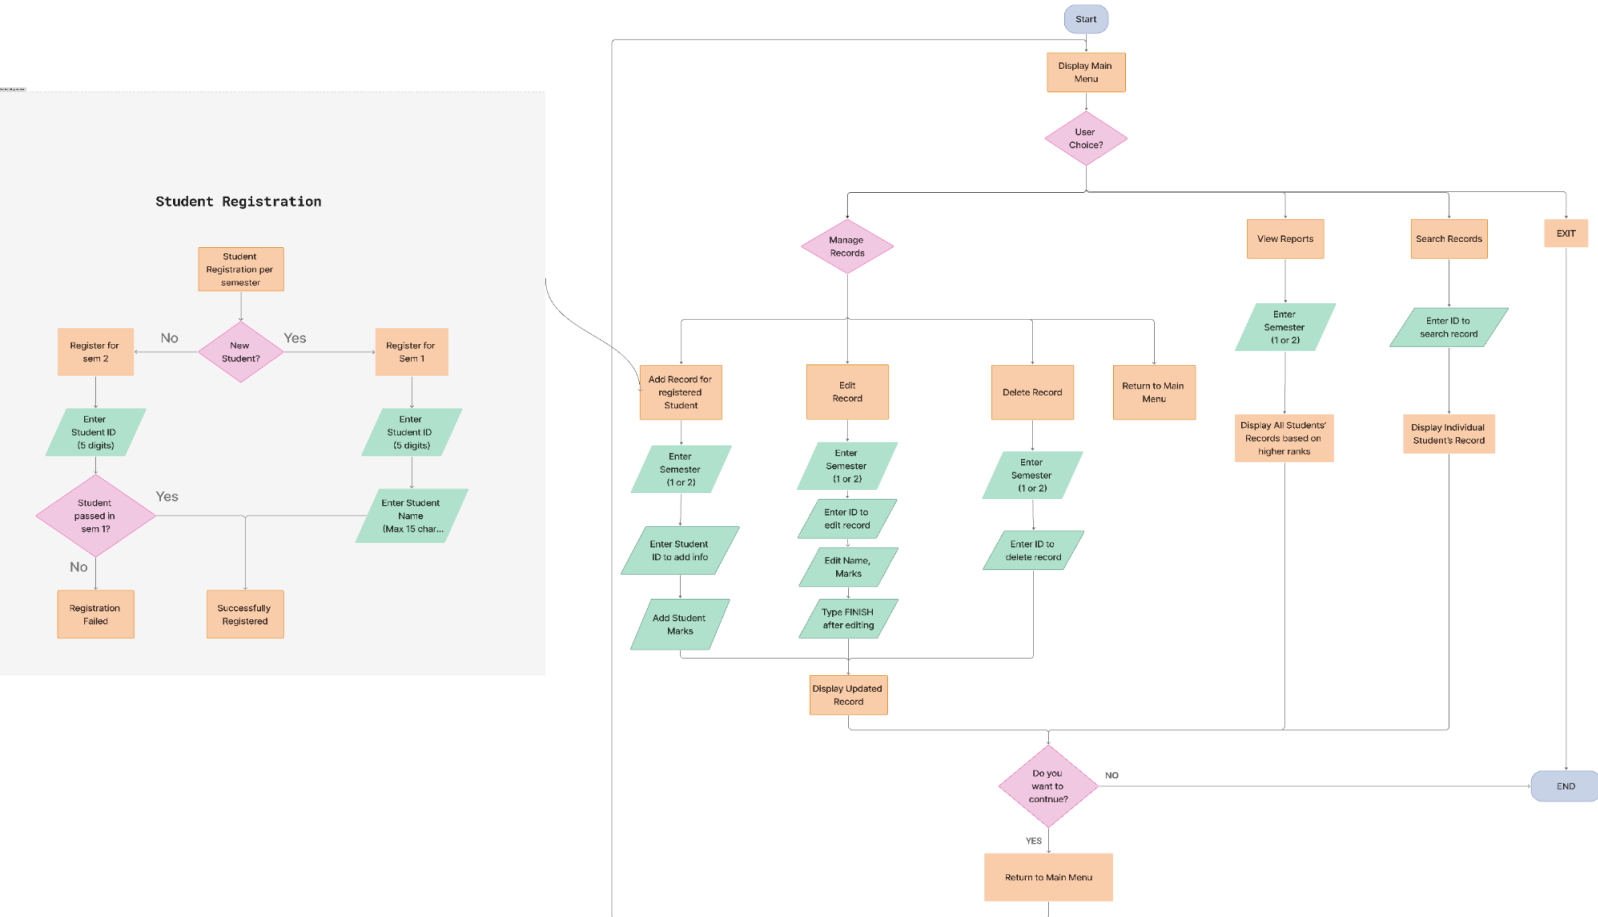 Start
Display Main
Menu
User
Choice?
Student Registration
Student
Registration per
semester
No
New
Student?
Yes
Register for
sem 2
Register for
Sem 1
Enter
Student ID
(5 digits)
Enter
Student ID
(5 digits)
Student
passed in
sem 1?
Yes
Enter Student
Name
(Max 15 char...
No
Registration
Failed
Successfully
Registered
Manage
Records
View Reports
Search Records
EXIT
Add Record for
registered
Student
Edit
Record
Delete Record
Return to Main
Menu
Enter
Semester
(1 or 2)
Enter ID to
search record
Enter
Semester
(1 or 2)
Enter
Semester
(1 or 2)
Enter
Semester
(1 or 2)
Display All Students'
Records based on
higher ranks
Display Individual
Student's Record
Enter Student
ID to add info
Enter ID to
edit record
Enter ID to
delete record
Edit Name,
Marks
Add Student
Marks
Type FINISH
after editing
Display Updated
Record
Do you
want to
contnue?
NO
END
YES
Return to Main Menu